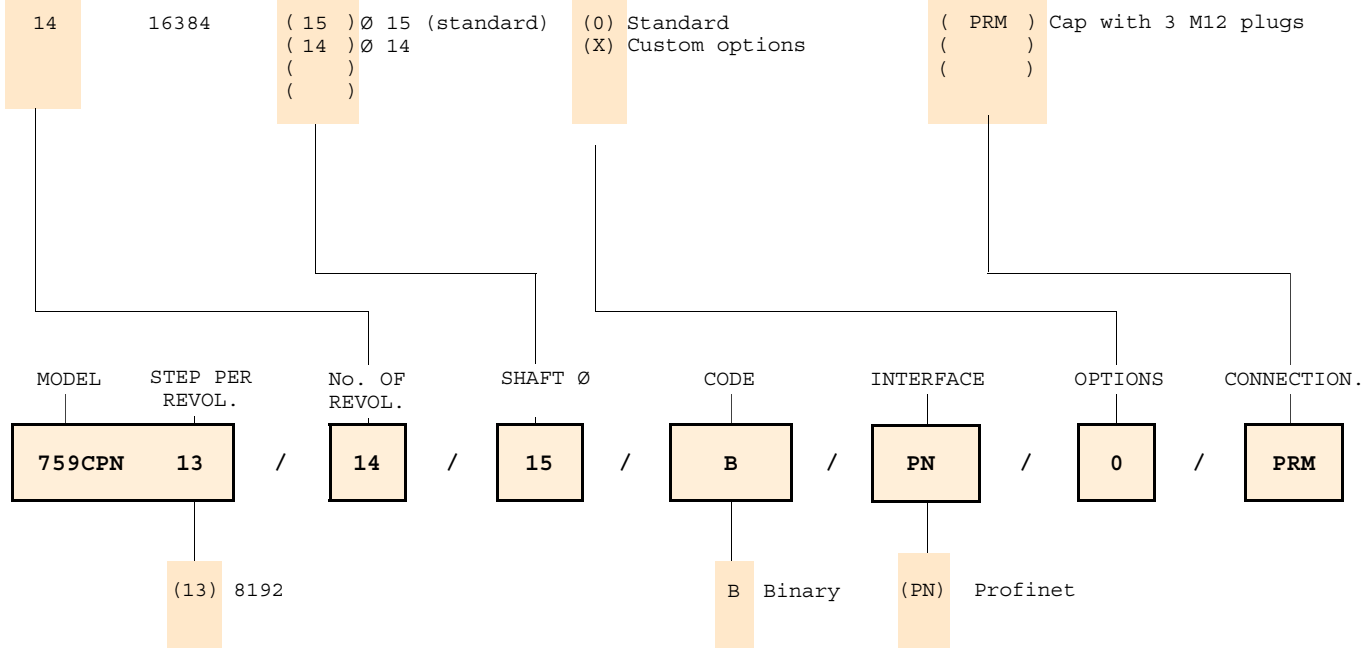 14 16384 ( 15 ) Ø 15 (standard) (0) Standard ( PRM ) Cap with 3 M12 plugs
( 14 ) Ø 14 (X) Custom options ( )
( ) ( )
( )
MODEL STEP PER REVOL. No. OF REVOL. SHAFT Ø CODE INTERFACE OPTIONS CONNECTION.
759CPN 13 / 14 / 15 / B / PN / 0 / PRM
(13) 8192 B Binary (PN) Profinet